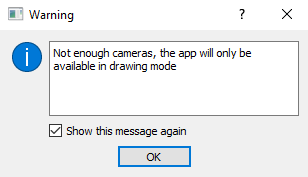 Warning
?
Not enough cameras, the app will only be
available in drawing mode
Show this message again
OK